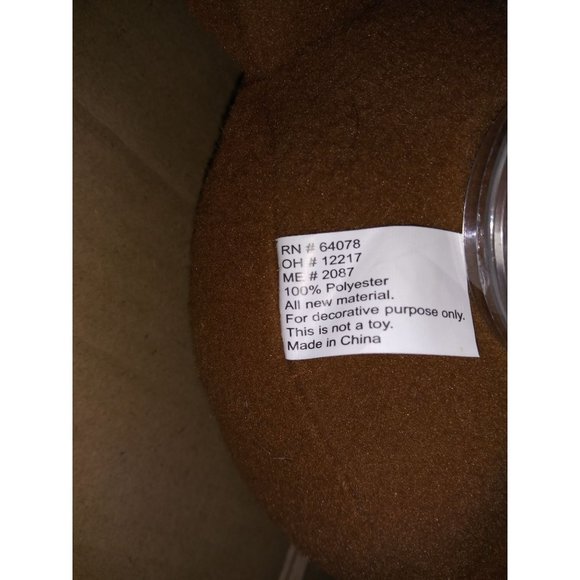 RN # 64078
OH # 12217
ME # 2087
100% Polyester
All new material.
For decorative purpose only.
This is not a toy.
Made in China